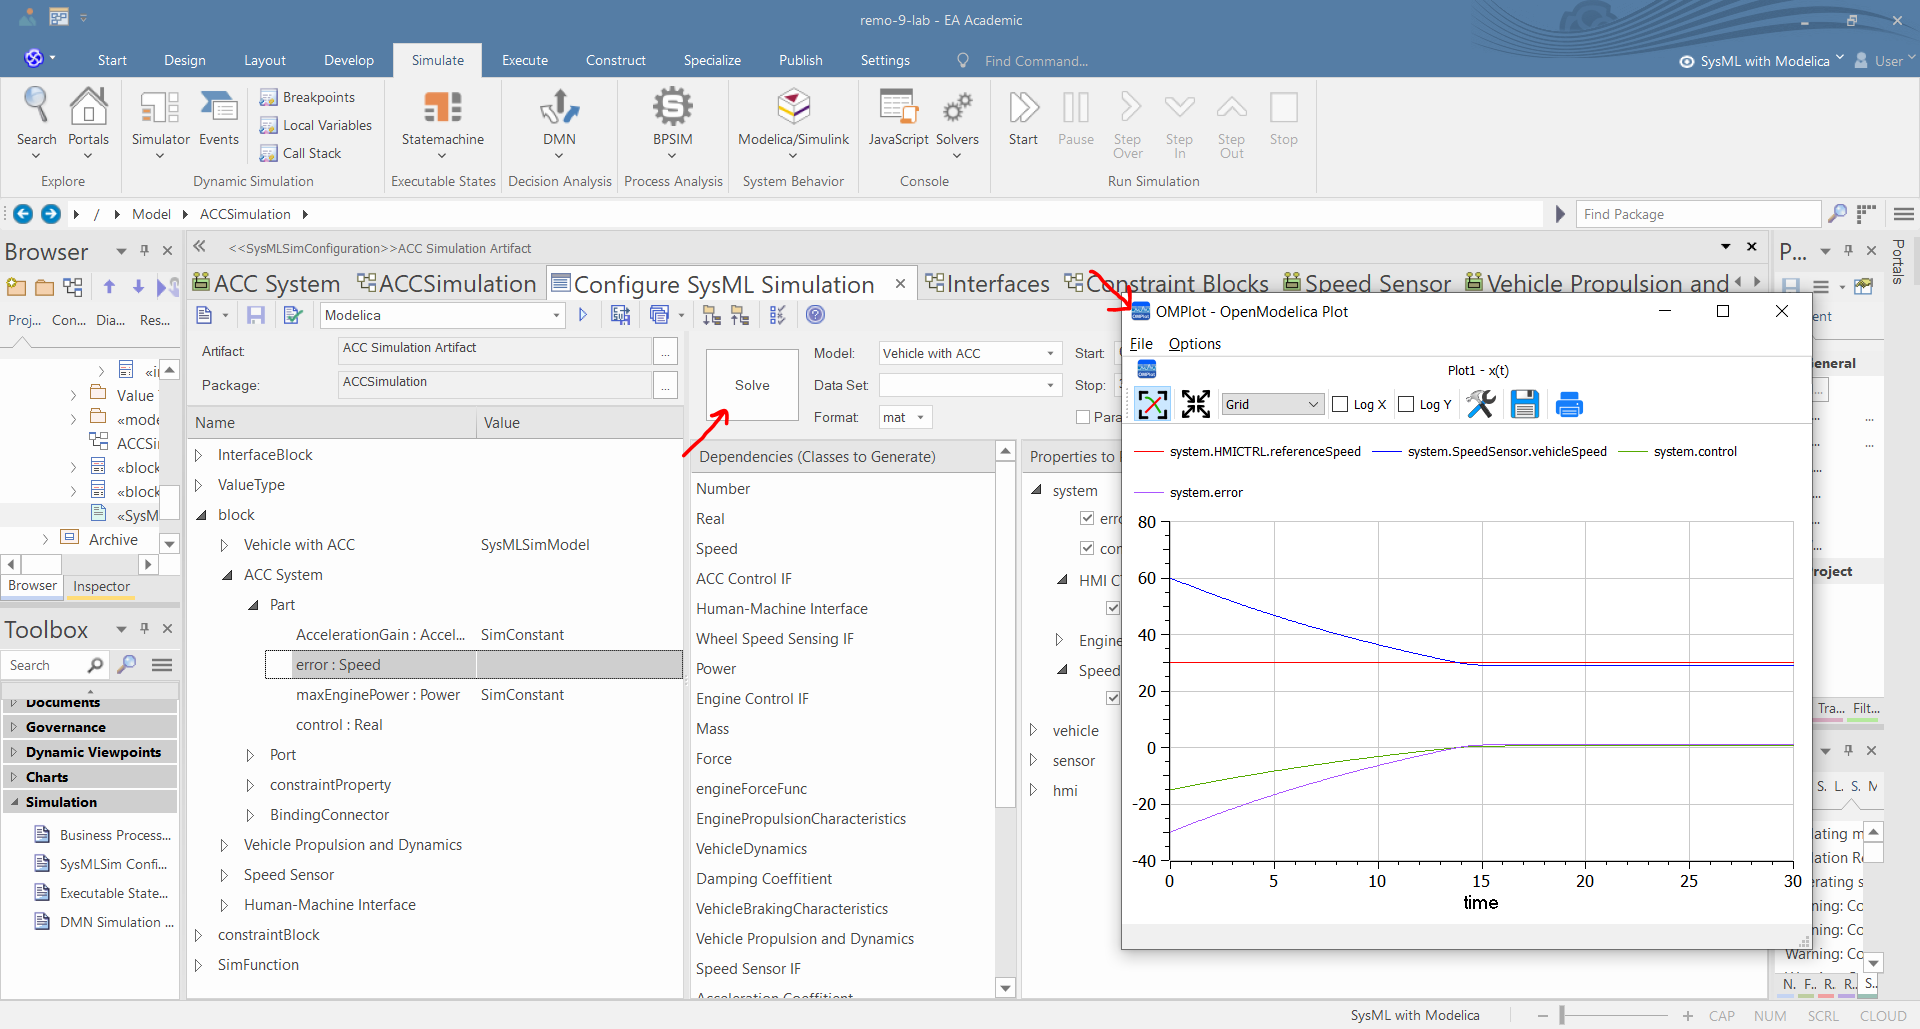 remo-9-lab - EA Academic
Start Design Layout Develop Simulate Execute Construct Specialize Publish Settings Find Command... SysML with Modelica User
Search Portals Simulator Events Breakpoints Local Variables Call Stack Statemachine DMN BPSIM Modelica/Simulink JavaScript Solvers Start Pause Step Over Step In Step Out Stop
Explore Dynamic Simulation Executable States Decision Analysis Process Analysis System Behavior Console Run Simulation
/ Model ACCSimulation Find Package
Browser
<<SysMLSimConfiguration>>ACC Simulation Artifact
P...
Portals
ACC System ACCSimulation Configure SysML Simulation Interfaces Constraint Blocks Speed Sensor Vehicle Propulsion and
Proj... Con... Dia... Res...
Modelica
Artifact: ACC Simulation Artifact ...
Package: ACCSimulation ...
Solve
Model: Vehicle with ACC Start:
Data Set: Stop:
Format: mat Para
Value
«mode
ACCSi
«block
«block
«SysM
Archive
Browser Inspector
Toolbox
Search
Documents
Governance
Dynamic Viewpoints
Charts
Simulation
Business Process...
SysMLSim Confi...
Executable State...
DMN Simulation ...
Name Value
InterfaceBlock
ValueType
block
Vehicle with ACC SysMLSimModel
ACC System
Part
AccelerationGain : Accel... SimConstant
error : Speed
maxEnginePower : Power SimConstant
control : Real
Port
constraintProperty
BindingConnector
Vehicle Propulsion and Dynamics
Speed Sensor
Human-Machine Interface
constraintBlock
SimFunction
Dependencies (Classes to Generate)
Number
Real
Speed
ACC Control IF
Human-Machine Interface
Wheel Speed Sensing IF
Power
Engine Control IF
Mass
Force
engineForceFunc
EnginePropulsionCharacteristics
VehicleDynamics
Damping Coeffitient
VehicleBrakingCharacteristics
Vehicle Propulsion and Dynamics
Speed Sensor IF
Acceleration Coeffitient
Properties to
system
erro
con
HMI C
Engine
Speed
vehicle
sensor
hmi
OMPlot - OpenModelica Plot
File Options
Plot1 - x(t)
Grid Log X Log Y
system.HMICTRL.referenceSpeed system.SpeedSensor.vehicleSpeed system.control
system.error
80
60
40
20
0
-20
-40
0 5 10 15 20 25 30
time
ent
eneral
roject
Tra... Filt...
S. L. S. M
ating m
lation R
erating s
ning: Co
Warning: Co
Warning: Co
N. F.. R. R.. S..
SysML with Modelica CAP NUM SCRL CLOUD